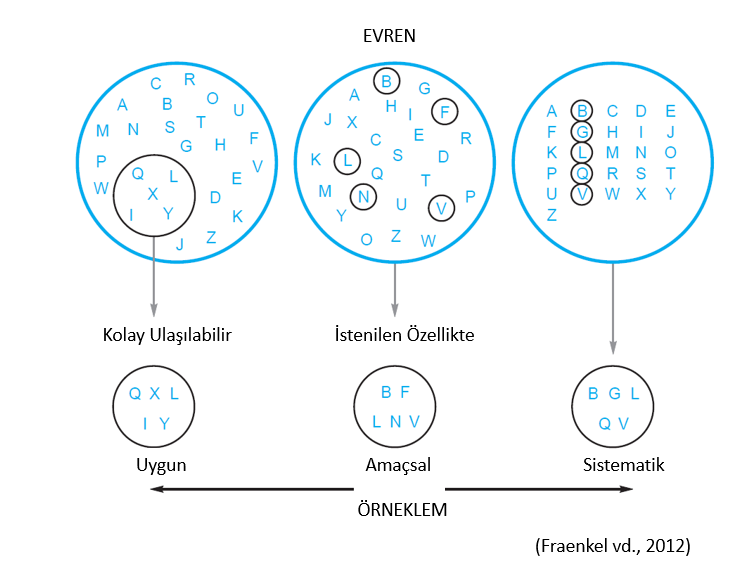 EVREN
C R
A B O U
M N S T
G H F
P Q L V
W X E
I Y D K
J Z
B G
A H I F
J X C E R
K L S D
Q T
M N U V P
Y
O Z W
A B C D E
F G H I J
K L M N O
P Q R S T
U V W X Y
Z
Kolay Ulaşılabilir
İstenilen Özellikte
Q X L
I Y
B F
L N V
B G L
Q V
Uygun
Amaçsal
Sistematik
ÖRNEKLEM
(Fraenkel vd., 2012)